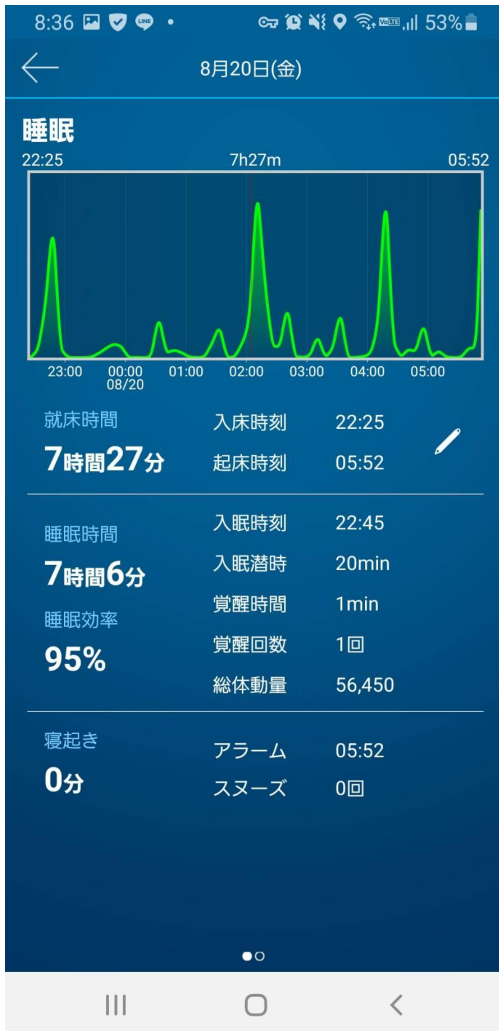 8:36 LINE 53%
8月20日(金)
睡眠
22:25 7h27m 05:52
23:00 00:00 01:00 02:00 03:00 04:00 05:00
08/20
就床時間
7時間27分
入床時刻 22:25
起床時刻 05:52
睡眠時間
7時間6分
睡眠効率
95%
入眠時刻 22:45
入眠潜時 20min
覚醒時間 1min
覚醒回数 1回
総体動量 56,450
寝起き
0分
アラーム 05:52
スヌーズ 0回